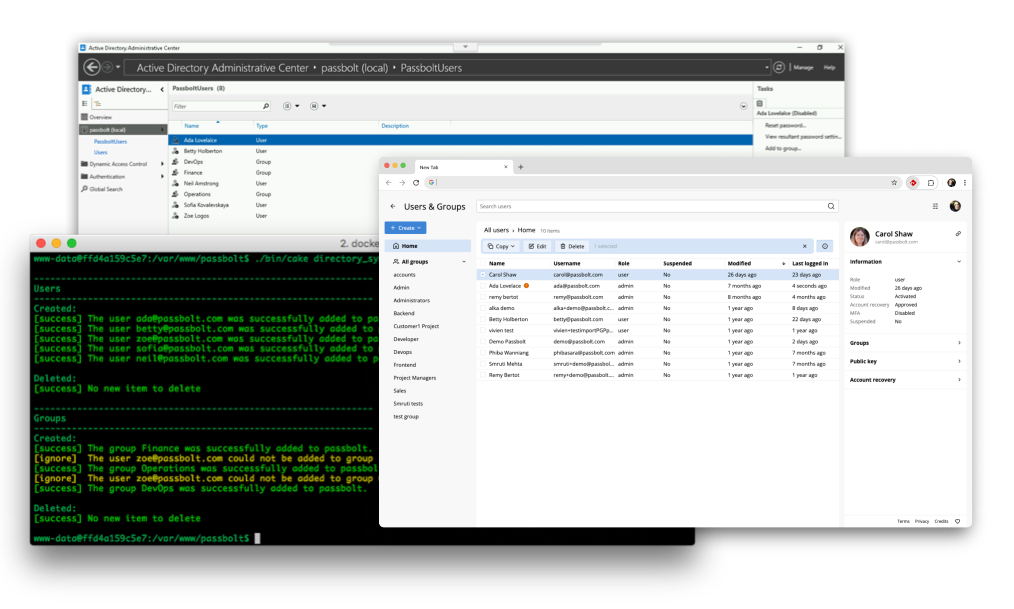 Active Directory Administrative Center
Active Directory Administrative Center • passbolt (local) • PassboltUsers
Manage
Help
Active Directory...
Overview
passbolt (local)
PassboltUsers
Users
Dynamic Access Control
Authentication
Global Search
PassboltUsers (8)
Filter
Name Type Description
Ada Lovelace User
Betty Holberton User
DevOps Group
Finance Group
Neil Amstrong User
Operations Group
Sofia Kovalevskaya User
Zoe Logos User
Tasks
Ada Lovelace (Disabled)
Reset password...
View resultant password settin...
Add to group...
2. docke
www-data@ffd4a159c5e7:/var/www/passbolt$ ./bin/cake directory_sy
Users
Created:
[success] The user ada@passbolt.com was successfully added to pa
[success] The user betty@passbolt.com was successfully added to
[success] The user zoe@passbolt.com was successfully added to pa
[success] The user sofia@passbolt.com was successfully added to
[success] The user neil@passbolt.com was successfully added to p
Deleted:
[success] No new item to delete
Groups
Created:
[success] The group Finance was successfully added to passbolt.
[ignore] The user zoe@passbolt.com could not be added to group
[success] The group Operations was successfully added to passbol
[ignore] The user zoe@passbolt.com could not be added to group
[success] The group DevOps was successfully added to passbolt.
Deleted:
[success] No new item to delete
www-data@ffd4a159c5e7:/var/www/passbolt$
New Tab
G
Users & Groups
Search users
Create
Home
All groups
accounts
Admin
Administrators
Backend
Customer1 Project
Developer
Devops
Frontend
Project Managers
Sales
Smruti tests
test group
All users › Home 10 items
Copy Edit Delete 1 selected
Name Username Role Suspended Modified Last logged in
Carol Shaw carol@passbolt.com user No 26 days ago 23 days ago
Ada Lovelace ada@passbolt.com admin No 7 months ago 4 seconds ago
remy bertot remy@passbolt.com admin No 8 months ago 4 months ago
alka demo alka+demo@passbolt.... admin No 1 year ago 8 days ago
Betty Holberton betty@passbolt.com user No 1 year ago 22 days ago
vivien test vivien+testImportPGPp... user No 1 year ago 1 year ago
Demo Passbolt demo@passbolt.com admin No 1 year ago 2 days ago
Phiba Wanniang phibasara@passbolt.com admin No 1 year ago 7 months ago
Smruti Mehta smruti+demo@passbol... admin No 1 year ago 4 months ago
Remy Bertot remy+demo@passbolt.... admin No 1 year ago 1 year ago
Carol Shaw
carol@passbolt.com
Information
Role user
Modified 26 days ago
Status Activated
Account recovery Approved
MFA Disabled
Suspended No
Groups
Public key
Account recovery
Terms Privacy Credits